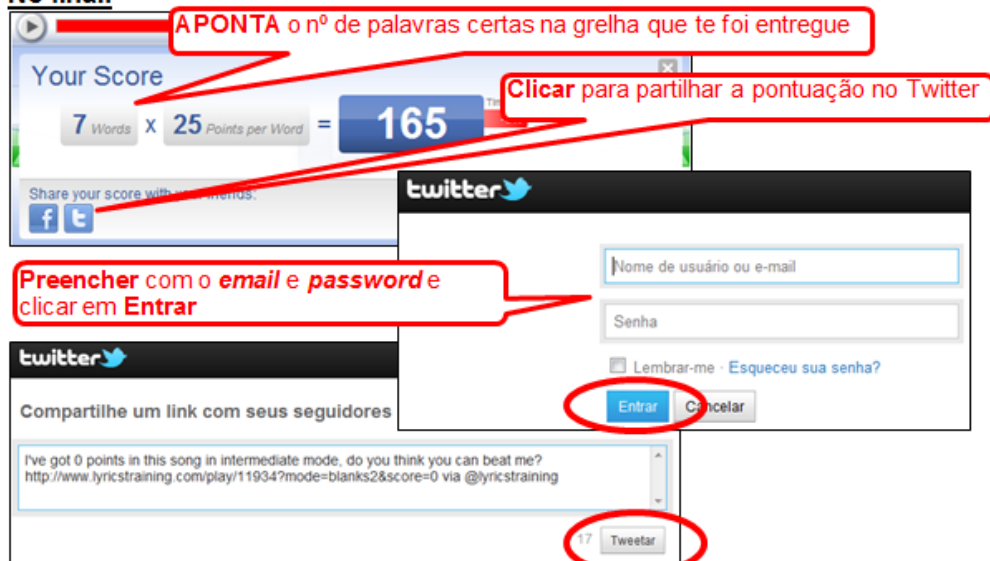 No final:
APONTA o nº de palavras certas na grelha que te foi entregue
Your Score
Clicar para partilhar a pontuação no Twitter
7 Words x 25 Points per Word = 165
Share your score with your friends:
twitter
Nome de usuário ou e-mail
Preencher com o email e password e
clicar em Entrar
Senha
Lembrar-me · Esqueceu sua senha?
Entrar Cancelar
twitter
Compartilhe um link com seus seguidores
I've got 0 points in this song in intermediate mode, do you think you can beat me?
http://www.lyricstraining.com/play/11934?mode=blanks2&score=0 via @lyricstraining
17 Tweetar